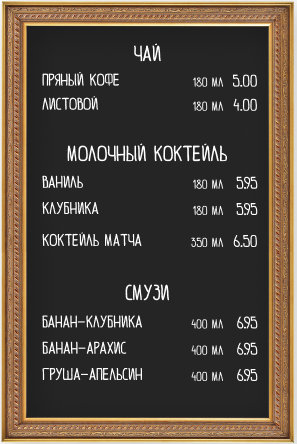 ЧАЙ
ПРЯНЫЙ КОФЕ 180 МЛ 5.00
ЛИСТОВОЙ 180 МЛ 4.00
МОЛОЧНЫЙ КОКТЕЙЛЬ
ВАНИЛЬ 180 МЛ 5.95
КЛУБНИКА 180 МЛ 5.95
КОКТЕЙЛЬ МАТЧА 350 МЛ 6.50
СМУЗИ
БАНАН-КЛУБНИКА 400 МЛ 6.95
БАНАН-АРАХИС 400 МЛ 6.95
ГРУША-АПЕЛЬСИН 400 МЛ 6.95